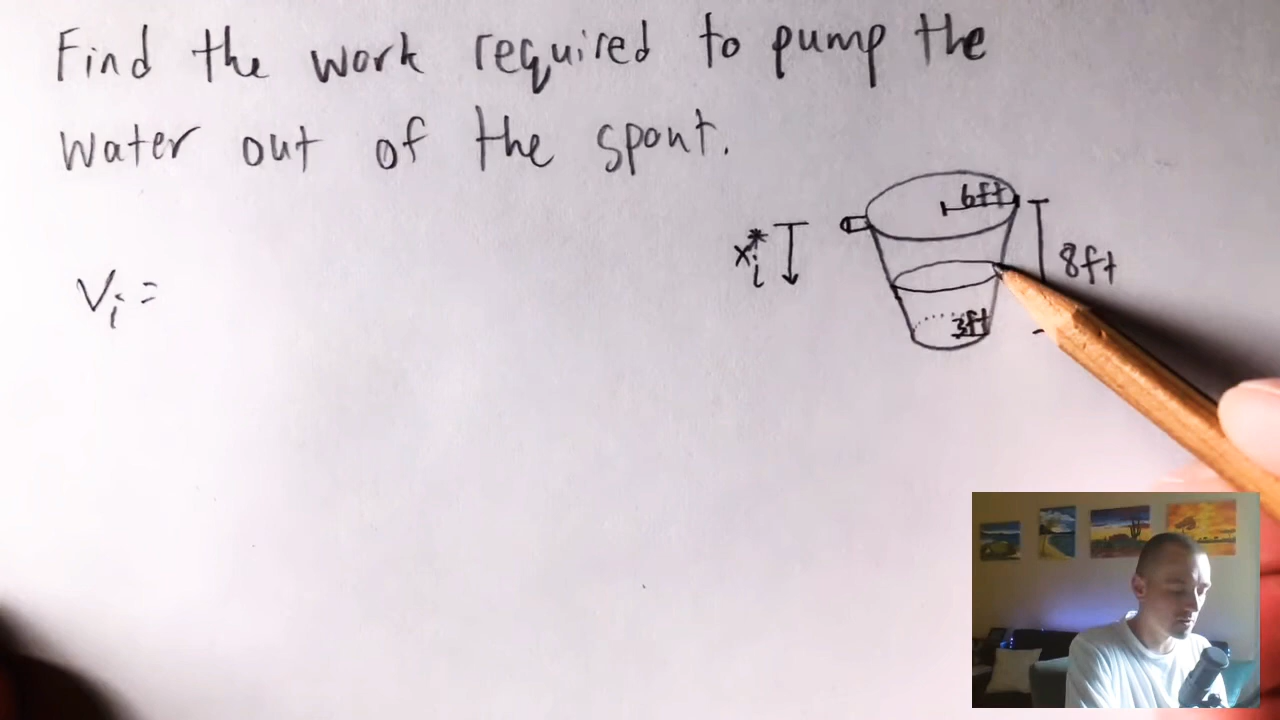 Find the work required to pump the
water out of the spout.
6ft
x*i
8ft
3ft
Vi =